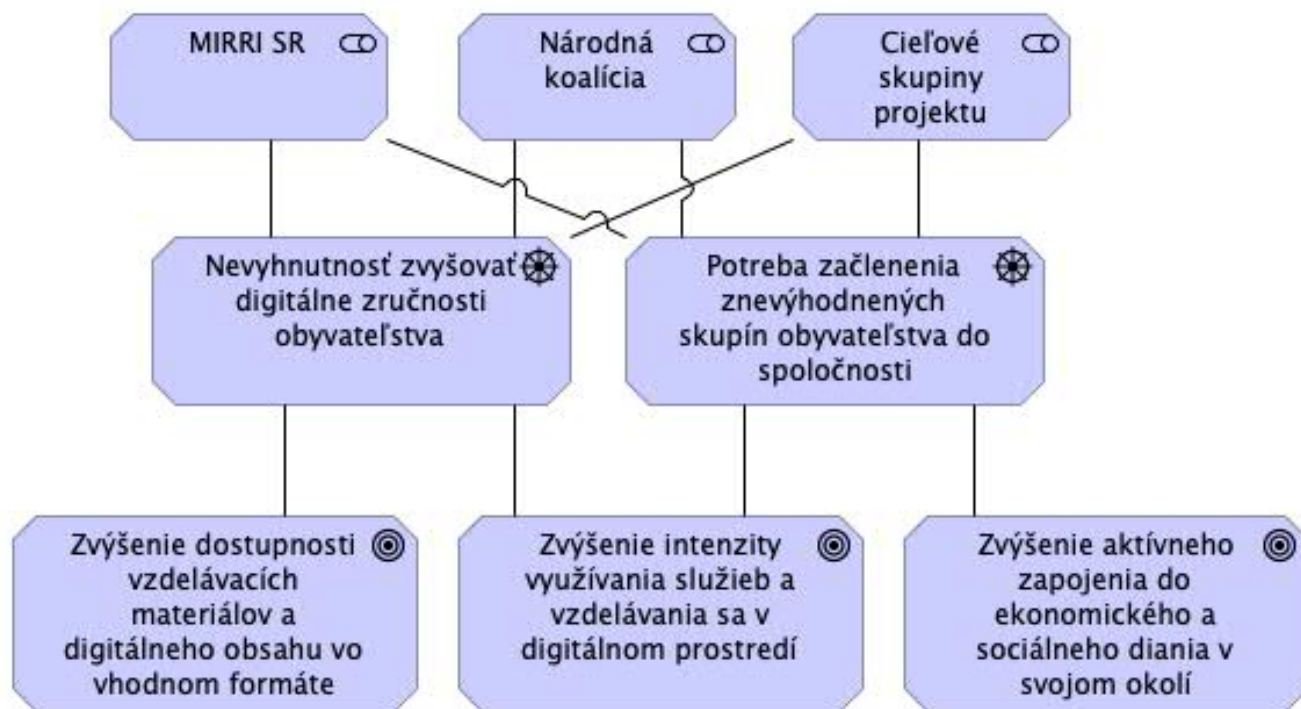 MIRRI SR
Národná
koalícia
Cieľové
skupiny
projektu
Nevyhnutnosť zvyšovať
digitálne zručnosti
obyvateľstva
Potreba začlenenia
znevýhodnených
skupín obyvateľstva do
spoločnosti
Zvýšenie dostupnosti
vzdelávacích
materiálov a
digitálneho obsahu vo
vhodnom formáte
Zvýšenie intenzity
využívania služieb a
vzdelávania sa v
digitálnom prostredí
Zvýšenie aktívneho
zapojenia do
ekonomického a
sociálneho diania v
svojom okolí